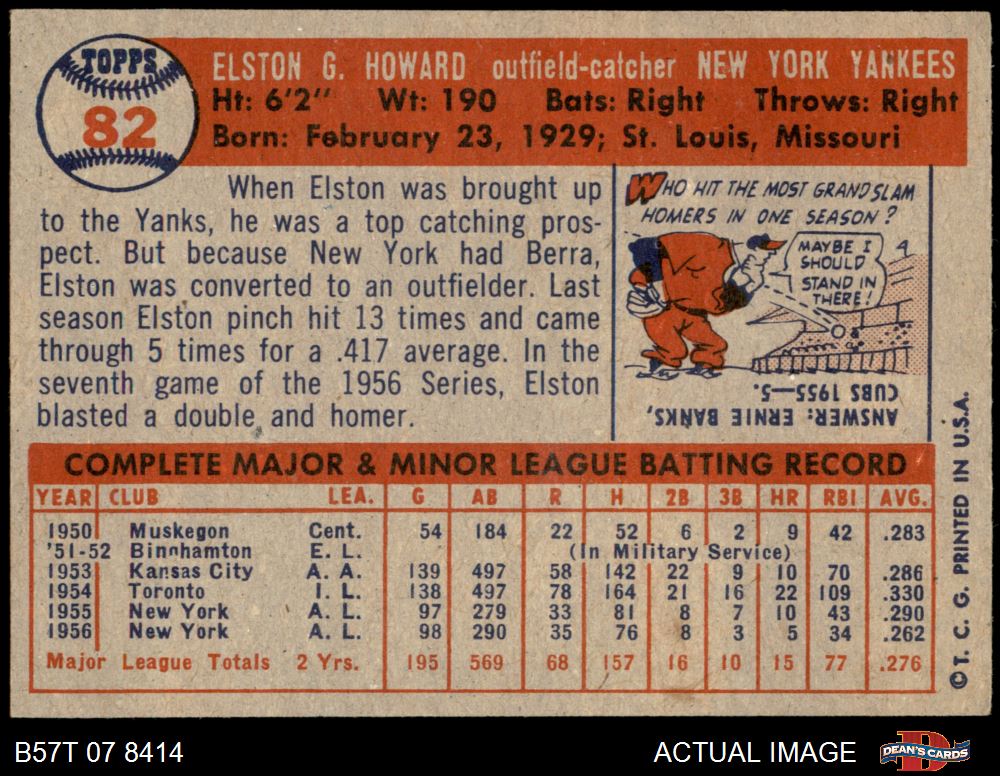 TOPPS
82
ELSTON G. HOWARD outfield-catcher NEW YORK YANKEES
Ht: 6'2" Wt: 190 Bats: Right Throws: Right
Born: February 23, 1929; St. Louis, Missouri
When Elston was brought up
to the Yanks, he was a top catching pros-
pect. But because New York had Berra,
Elston was converted to an outfielder. Last
season Elston pinch hit 13 times and came
through 5 times for a .417 average. In the
seventh game of the 1956 Series, Elston
blasted a double and homer.
WHO HIT THE MOST GRAND SLAM
HOMERS IN ONE SEASON?
MAYBE I
SHOULD
STAND IN
THERE!
ANSWER: ERNIE BANKS,
CUBS 1955—5.
COMPLETE MAJOR & MINOR LEAGUE BATTING RECORD
YEAR CLUB LEA. G AB R H 2B 3B HR RBI AVG.
1950 Muskegon Cent. 54 184 22 52 6 2 9 42 .283
'51-52 Binghamton E. L. (In Military Service)
1953 Kansas City A. A. 139 497 58 142 22 9 10 70 .286
1954 Toronto I. L. 138 497 78 164 21 16 22 109 .330
1955 New York A. L. 97 279 33 81 8 7 10 43 .290
1956 New York A. L. 98 290 35 76 8 3 5 34 .262
Major League Totals 2 Yrs. 195 569 68 157 16 10 15 77 .276
©T. C. G. PRINTED IN U.S.A.
B57T 07 8414
ACTUAL IMAGE
DEAN'S CARDS